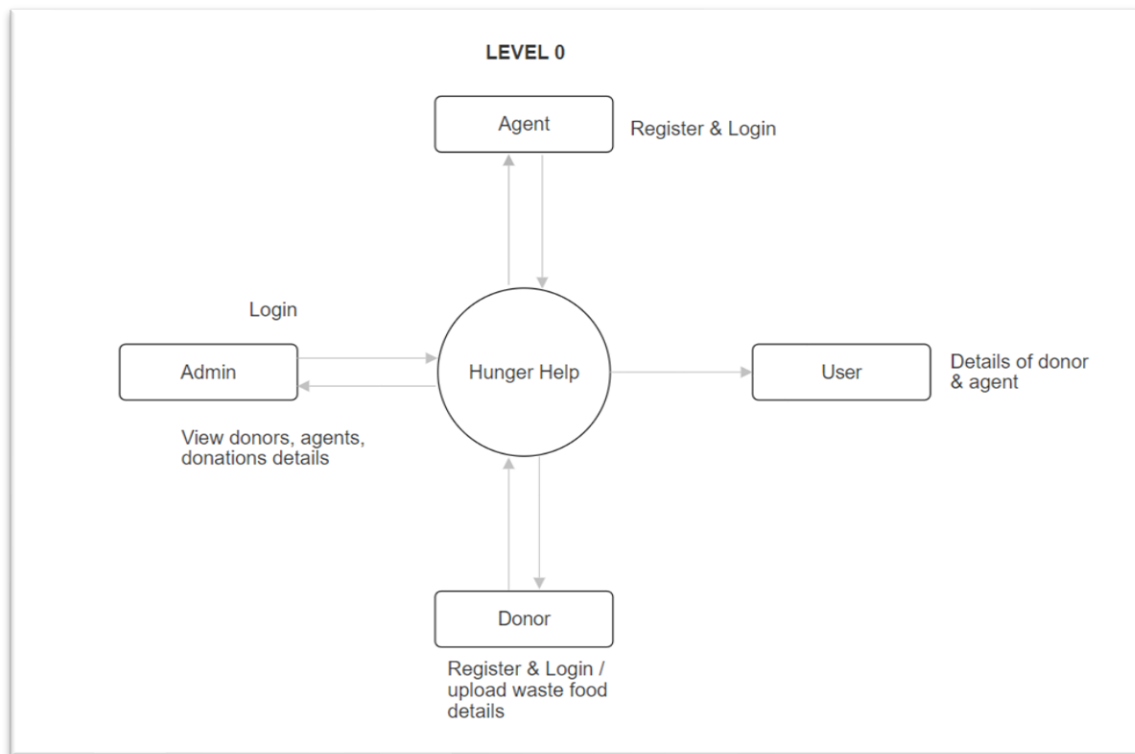 LEVEL 0
Agent
Register & Login
Login
Admin
Hunger Help
User
Details of donor
& agent
View donors, agents,
donations details
Donor
Register & Login /
upload waste food
details